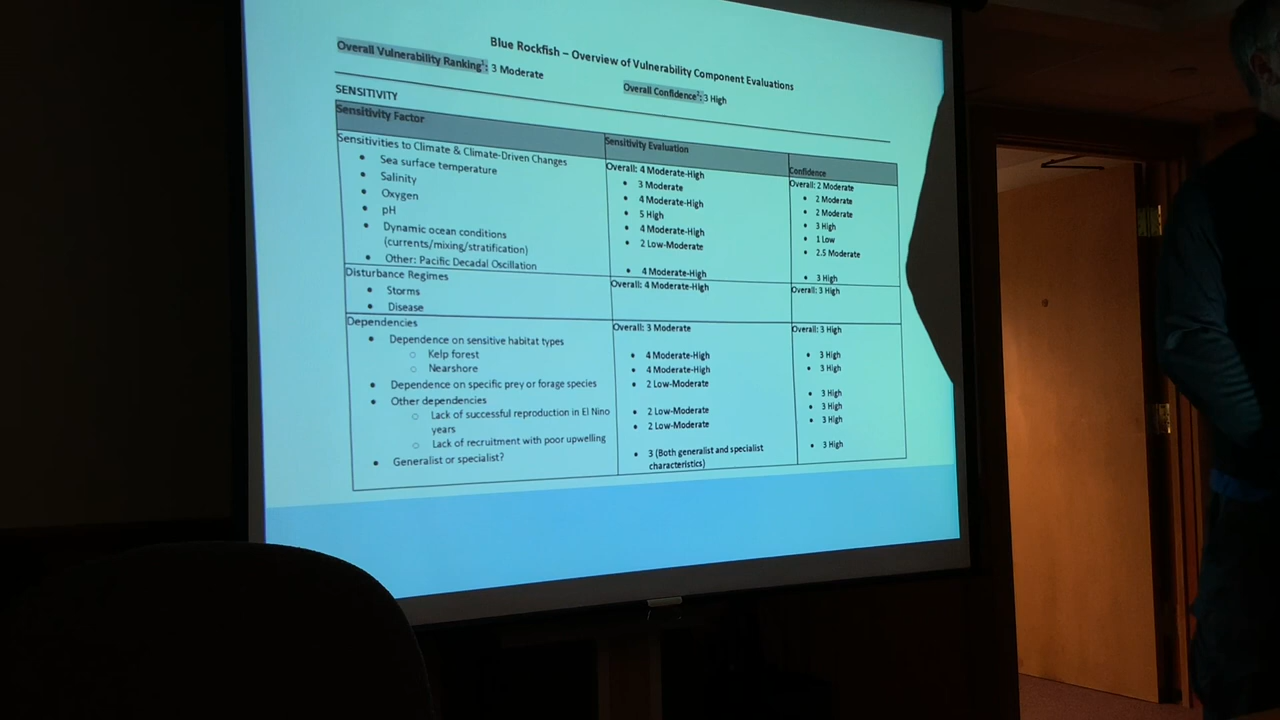 Blue Rockfish – Overview of Vulnerability Component Evaluations
Overall Vulnerability Ranking¹: 3 Moderate
Overall Confidence²: 3 High
SENSITIVITY
Sensitivity Factor
Sensitivity Evaluation
Confidence
Sensitivities to Climate & Climate-Driven Changes
• Sea surface temperature
• Salinity
• Oxygen
• pH
• Dynamic ocean conditions
(currents/mixing/stratification)
• Other: Pacific Decadal Oscillation
Overall: 4 Moderate-High
• 3 Moderate
• 4 Moderate-High
• 5 High
• 4 Moderate-High
• 2 Low-Moderate
• 4 Moderate-High
Overall: 2 Moderate
• 2 Moderate
• 2 Moderate
• 3 High
• 1 Low
• 2.5 Moderate
• 3 High
Disturbance Regimes
• Storms
• Disease
Overall: 4 Moderate-High
Overall: 3 High
Dependencies
• Dependence on sensitive habitat types
○ Kelp forest
○ Nearshore
• Dependence on specific prey or forage species
• Other dependencies
○ Lack of successful reproduction in El Nino
years
○ Lack of recruitment with poor upwelling
• Generalist or specialist?
Overall: 3 Moderate
• 4 Moderate-High
• 4 Moderate-High
• 2 Low-Moderate
• 2 Low-Moderate
• 2 Low-Moderate
• 3 (Both generalist and specialist
characteristics)
Overall: 3 High
• 3 High
• 3 High
• 3 High
• 3 High
• 3 High
• 3 High